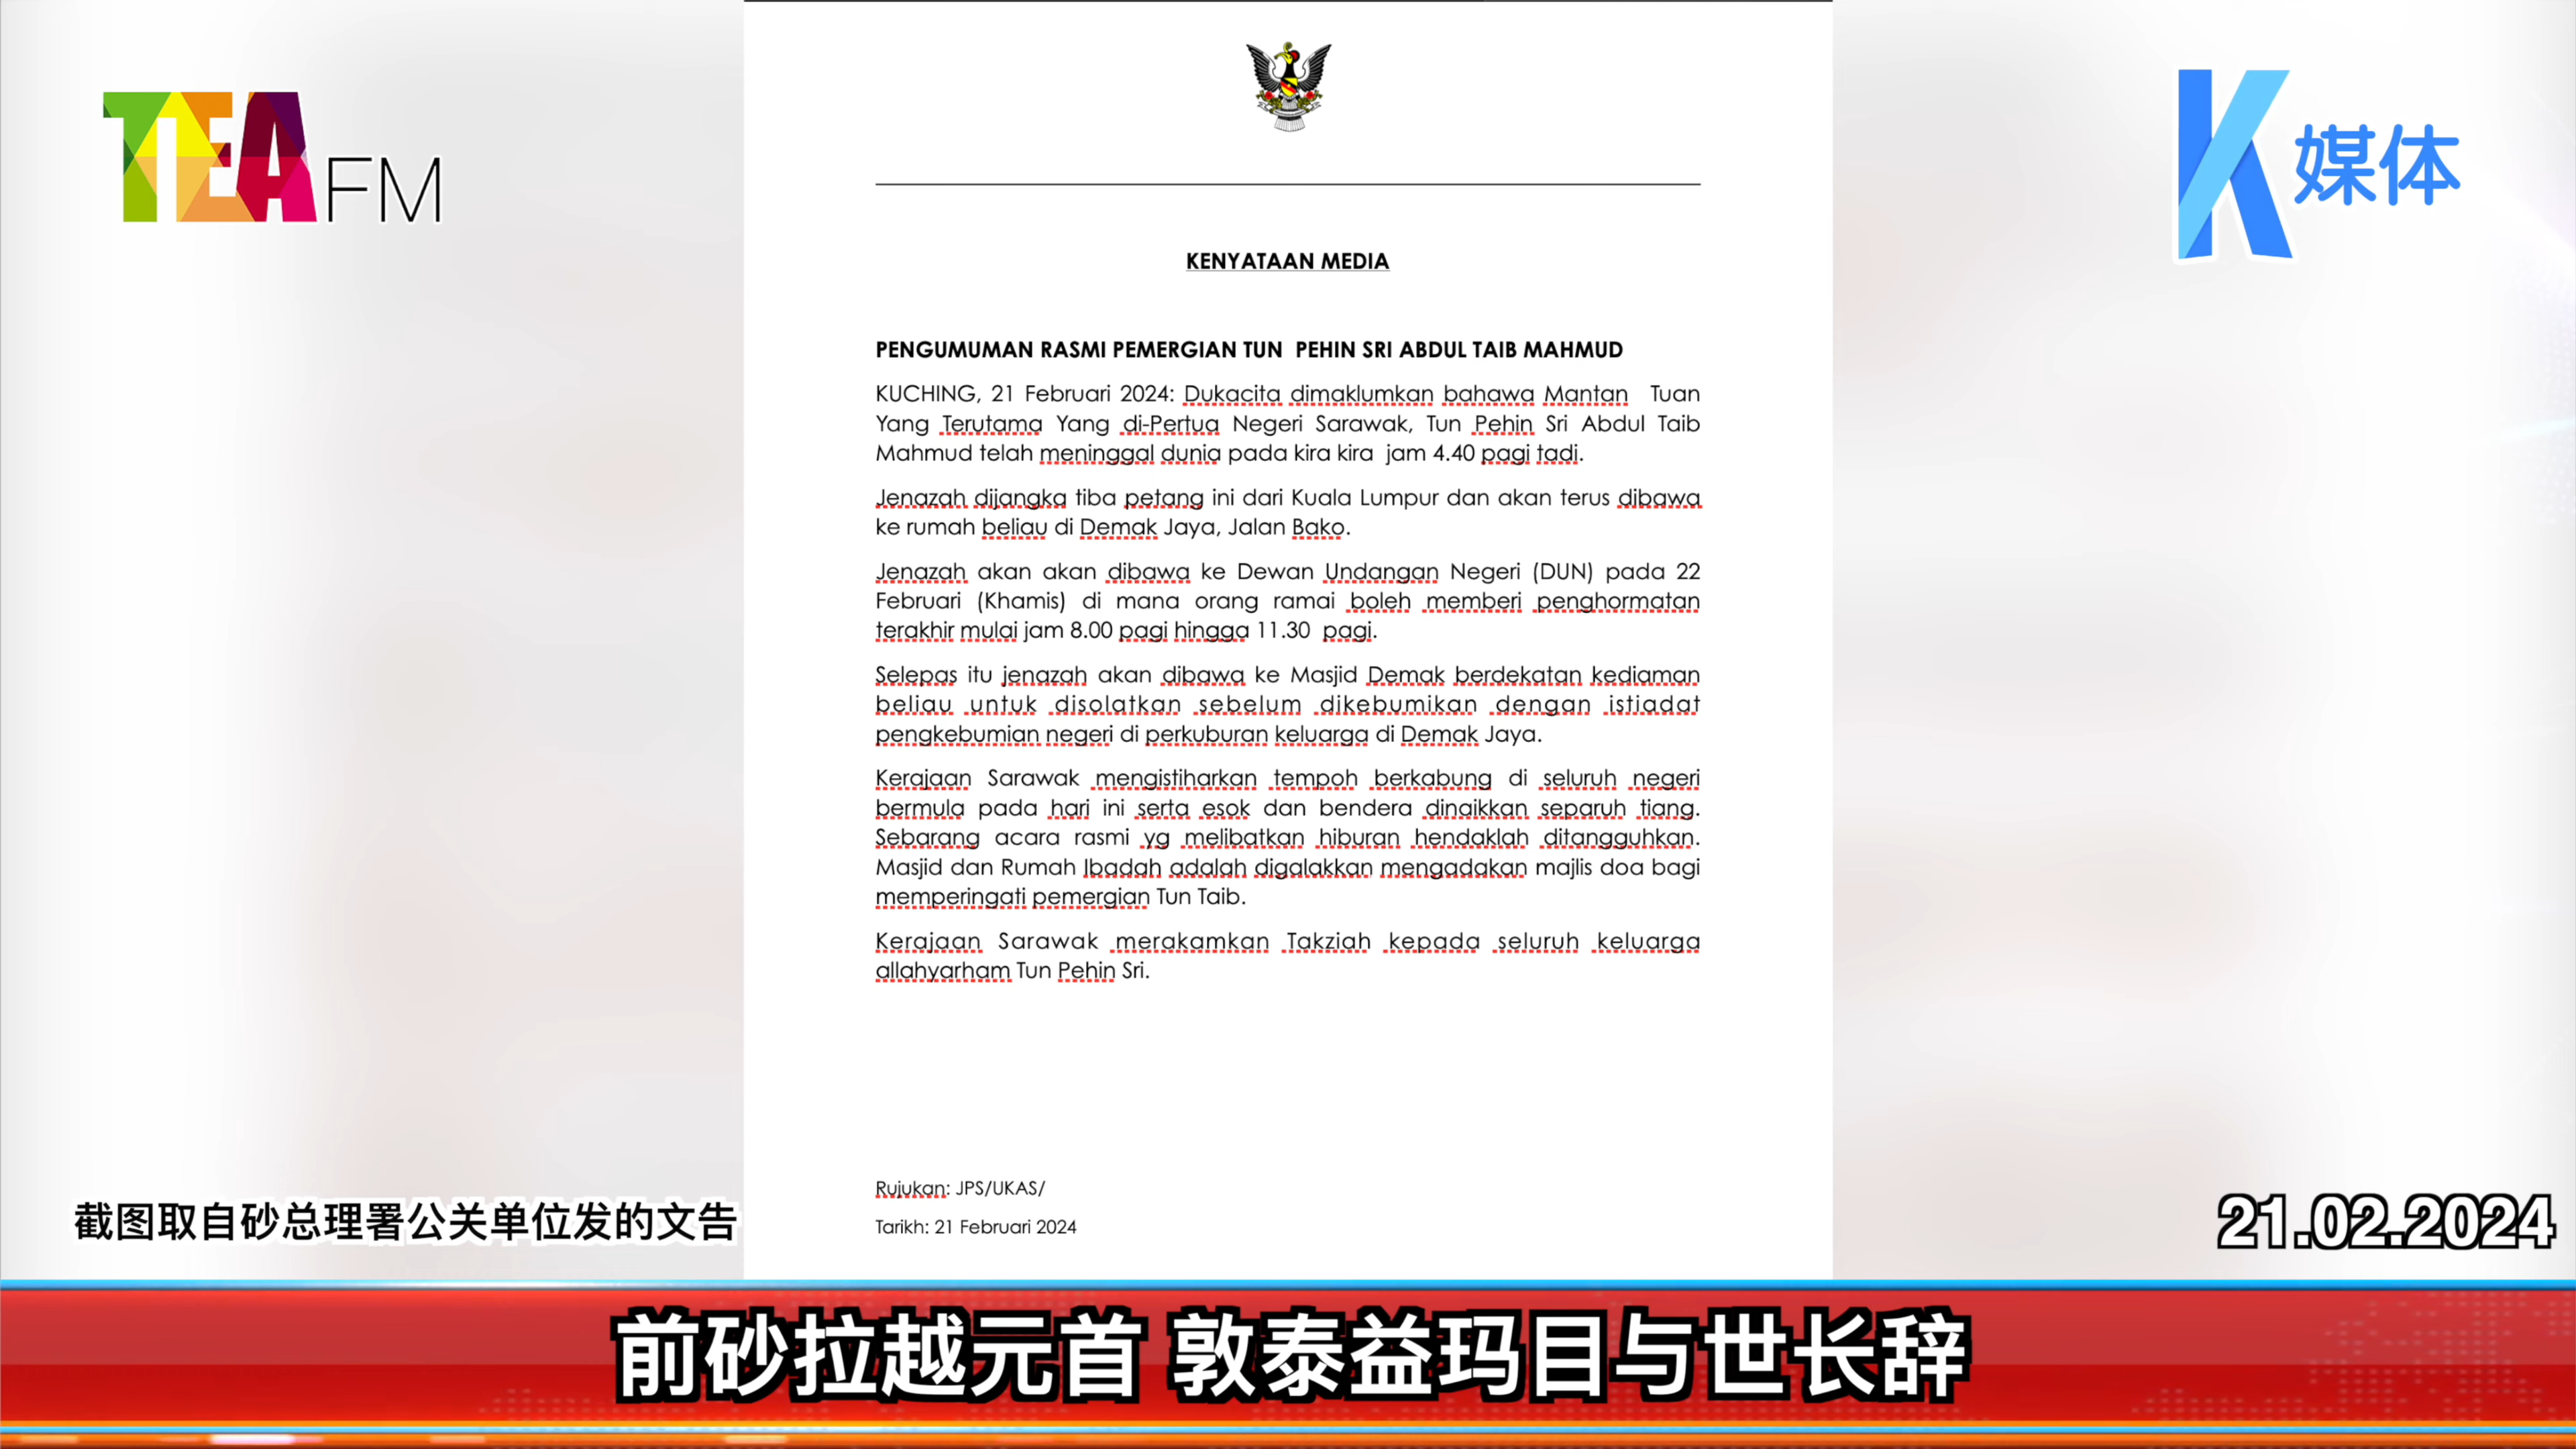 TEA FM
K 媒体
KENYATAAN MEDIA
PENGUMUMAN RASMI PEMERGIAN TUN  PEHIN SRI ABDUL TAIB MAHMUD
KUCHING, 21 Februari 2024: Dukacita dimaklumkan bahawa Mantan  Tuan
Yang Terutama Yang di-Pertua Negeri Sarawak, Tun Pehin Sri Abdul Taib
Mahmud telah meninggal dunia pada kira kira  jam 4.40 pagi tadi.
Jenazah dijangka tiba petang ini dari Kuala Lumpur dan akan terus dibawa
ke rumah beliau di Demak Jaya, Jalan Bako.
Jenazah akan akan dibawa ke Dewan Undangan Negeri (DUN) pada 22
Februari (Khamis) di mana orang ramai boleh memberi penghormatan
terakhir mulai jam 8.00 pagi hingga 11.30  pagi.
Selepas itu jenazah akan dibawa ke Masjid Demak berdekatan kediaman
beliau untuk disolatkan sebelum dikebumikan dengan istiadat
pengkebumian negeri di perkuburan keluarga di Demak Jaya.
Kerajaan Sarawak mengistiharkan tempoh berkabung di seluruh negeri
bermula pada hari ini serta esok dan bendera dinaikkan separuh tiang.
Sebarang acara rasmi yg melibatkan hiburan hendaklah ditangguhkan.
Masjid dan Rumah Ibadah adalah digalakkan mengadakan majlis doa bagi
memperingati pemergian Tun Taib.
Kerajaan Sarawak merakamkan Takziah kepada seluruh keluarga
allahyarham Tun Pehin Sri.
Rujukan: JPS/UKAS/
Tarikh: 21 Februari 2024
截图取自砂总理署公关单位发的文告
21.02.2024
前砂拉越元首 敦泰益玛目与世长辞